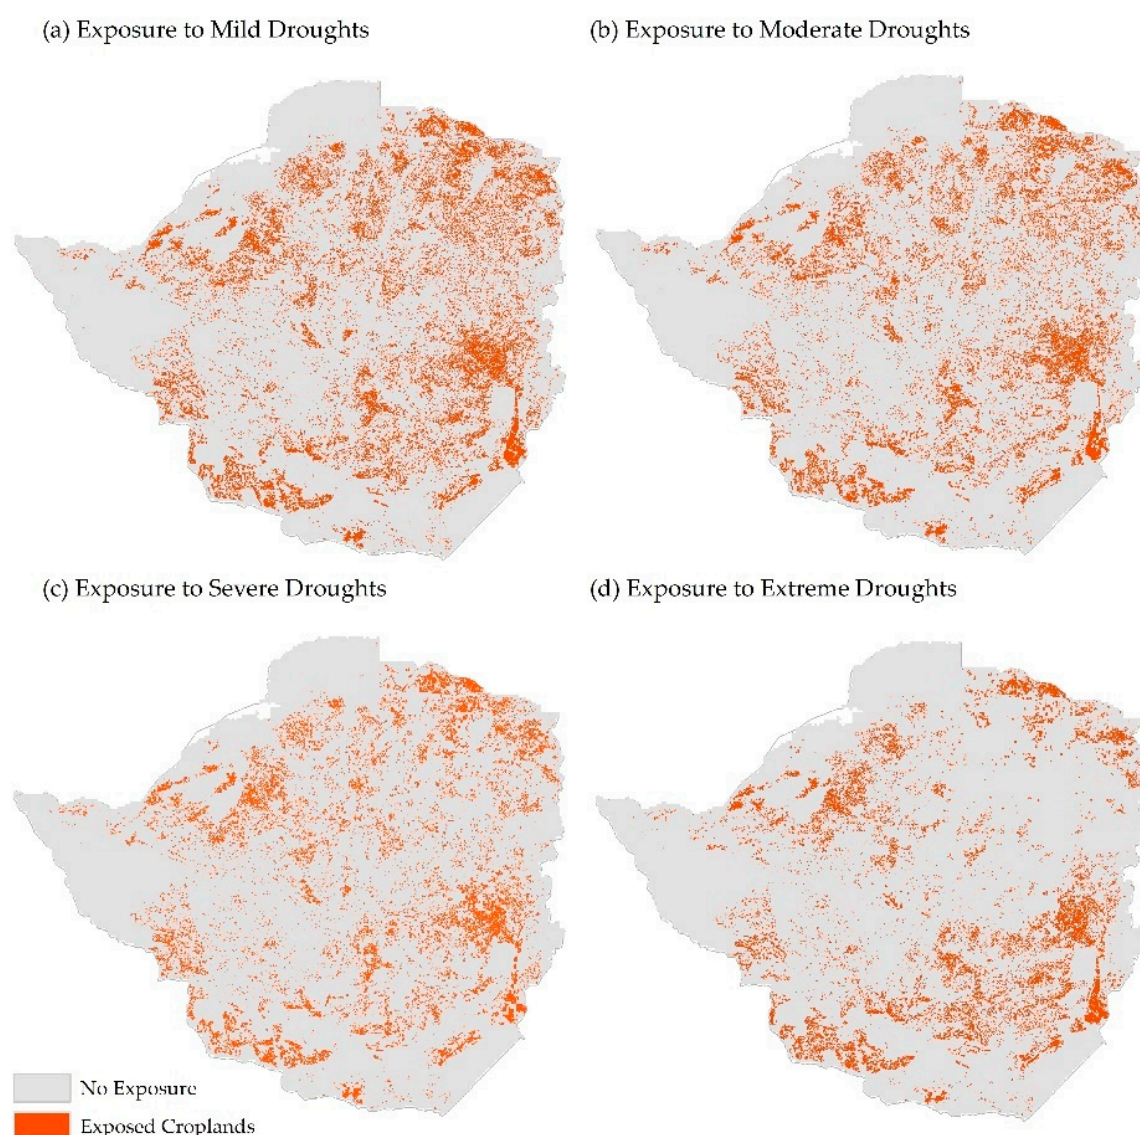 (a) Exposure to Mild Droughts
(b) Exposure to Moderate Droughts
(c) Exposure to Severe Droughts
(d) Exposure to Extreme Droughts
No Exposure
Exposed Croplands